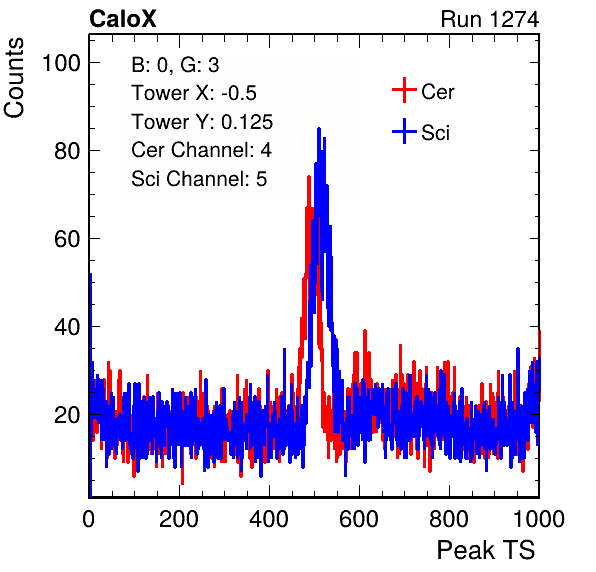 CaloX Run 1274
Counts
100
80
60
40
20
B: 0, G: 3
Tower X: -0.5
Tower Y: 0.125
Cer Channel: 4
Sci Channel: 5
Cer
Sci
0 200 400 600 800 1000
Peak TS